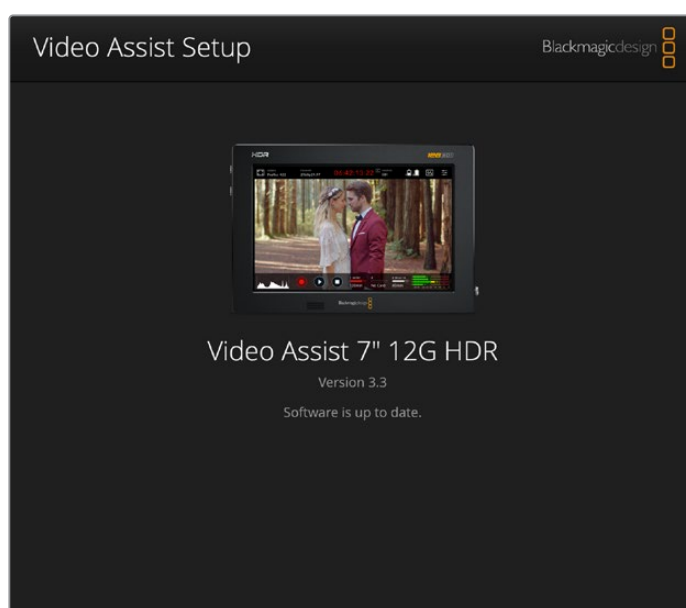 Video Assist Setup
Blackmagicdesign
HDR
Video Assist 7" 12G HDR
Version 3.3
Software is up to date.